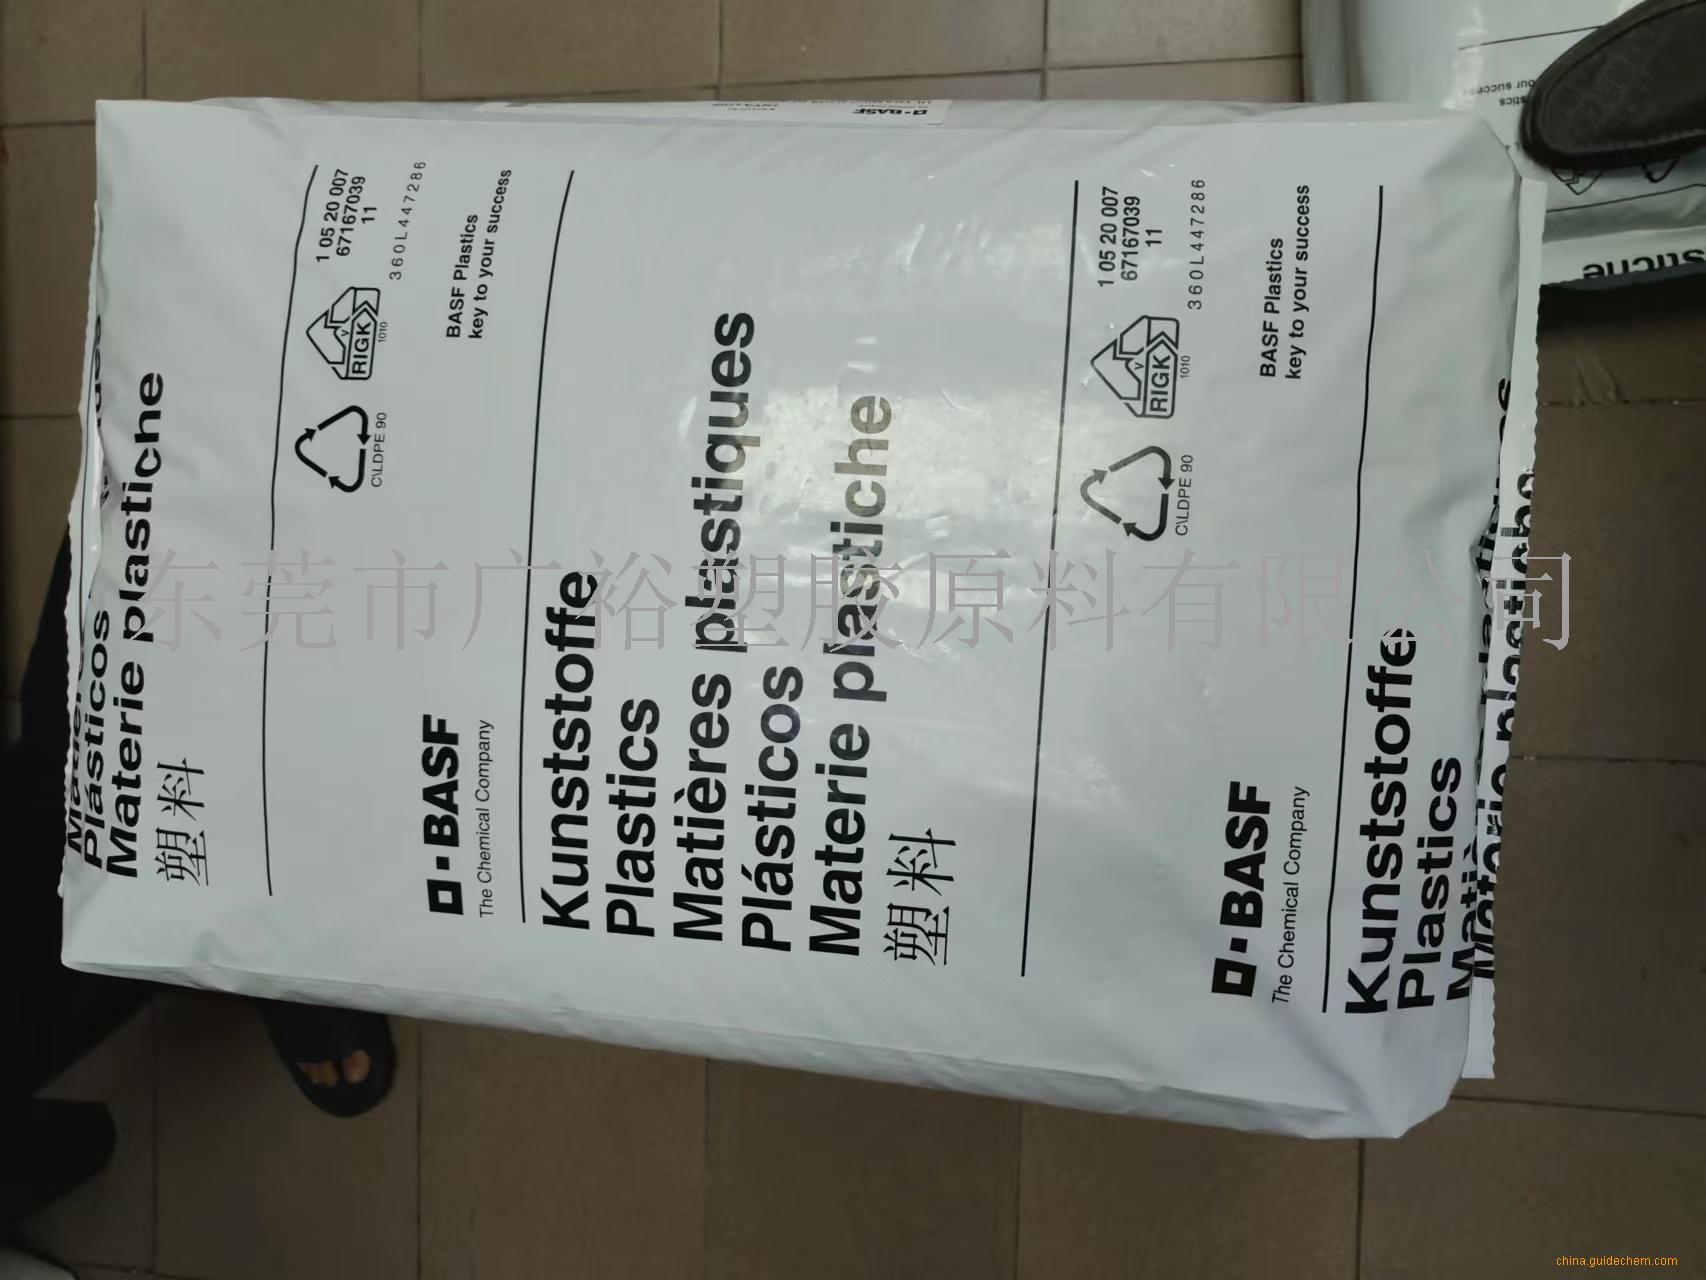 Plásticos
Materie plastiche
塑料
1 05 20 007
67167039
11
360L447286
RIGK
V
1010
C\LDPE 90
BASF Plastics
key to your success
BASF
The Chemical Company
Kunststoffe
Plastics
Matières plastiques
Plásticos
Materie plastiche
塑料
1 05 20 007
67167039
11
360L447286
RIGK
V
1010
C\LDPE 90
BASF Plastics
key to your success
BASF
The Chemical Company
Kunststoffe
Plastics
Materie plastiche
BASF
东莞市广裕塑胶原料有限公司
china.guidechem.com